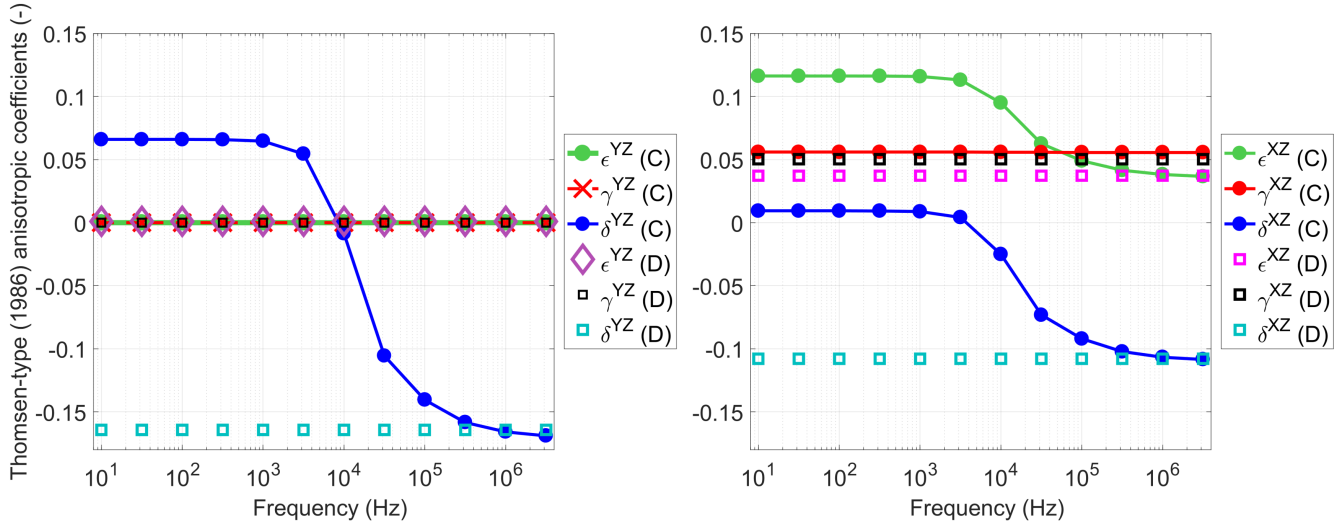 Thomsen-type (1986) anisotropic coefficients (-)
0.15
0.1
0.05
0
-0.05
-0.1
-0.15
10^1
10^2
10^3
10^4
10^5
10^6
Frequency (Hz)
ϵ^YZ (C)
γ^YZ (C)
δ^YZ (C)
ϵ^YZ (D)
γ^YZ (D)
δ^YZ (D)
0.15
0.1
0.05
0
-0.05
-0.1
-0.15
10^1
10^2
10^3
10^4
10^5
10^6
Frequency (Hz)
ϵ^XZ (C)
γ^XZ (C)
δ^XZ (C)
ϵ^XZ (D)
γ^XZ (D)
δ^XZ (D)